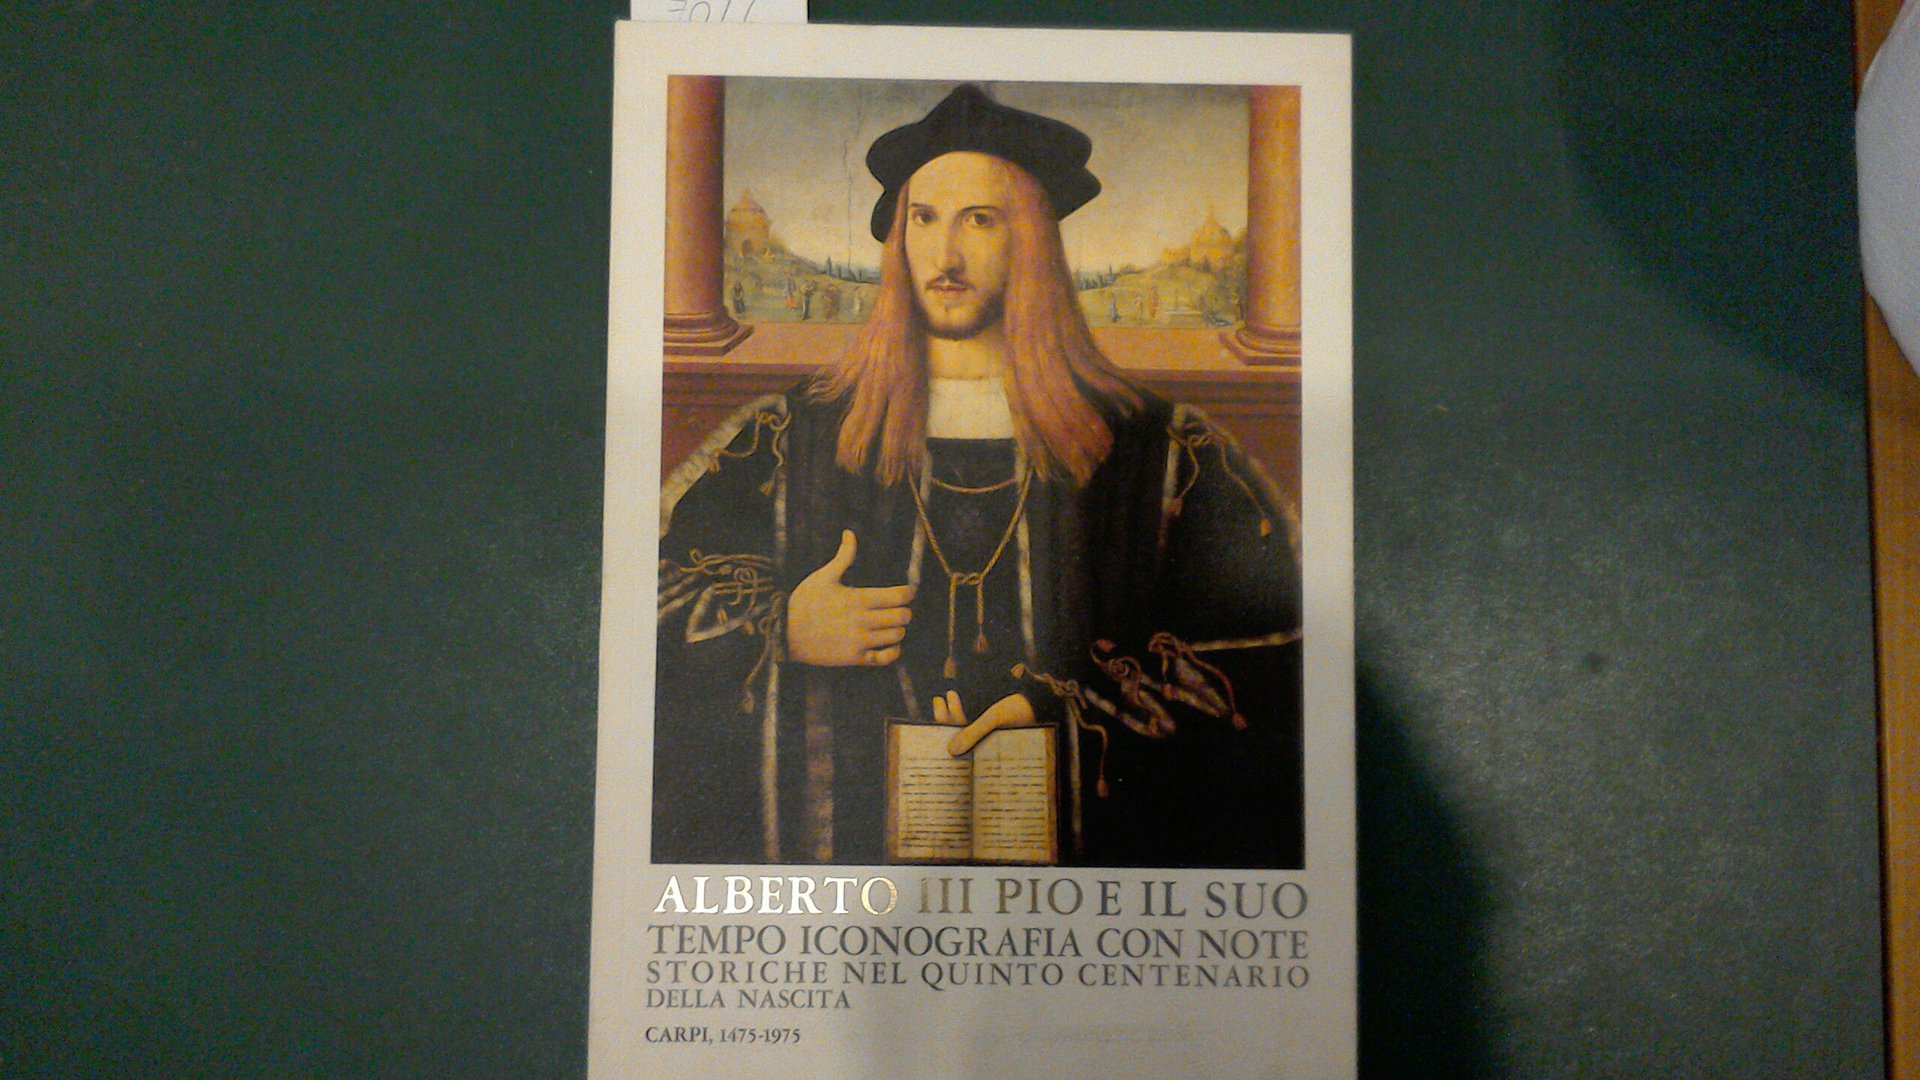 ALBERTO III PIO E IL SUO
TEMPO ICONOGRAFIA CON NOTE
STORICHE NEL QUINTO CENTENARIO
DELLA NASCITA
CARPI, 1475-1975